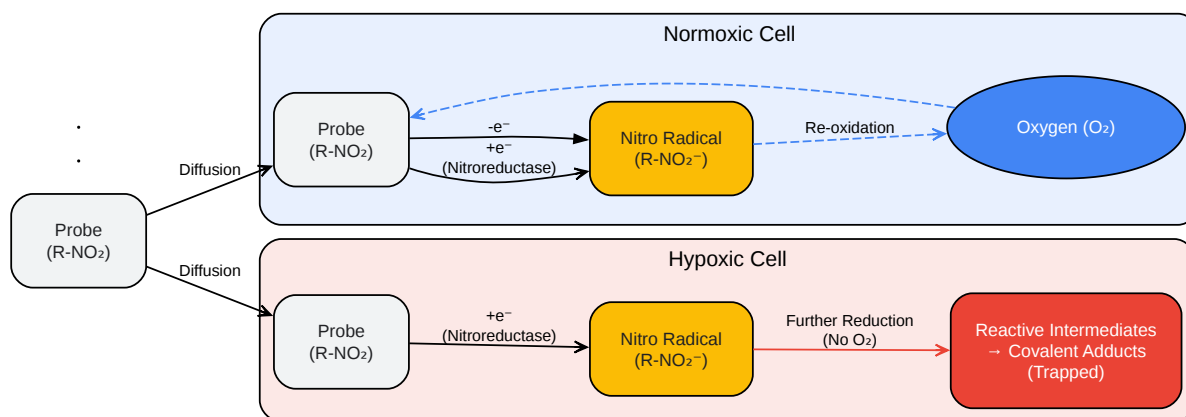 Normoxic Cell
Probe
(R-NO₂)
-e⁻
+e⁻
(Nitroreductase)
Nitro Radical
(R-NO₂⁻)
Re-oxidation
Oxygen (O₂)
.
.
Diffusion
Probe
(R-NO₂)
Diffusion
Hypoxic Cell
Probe
(R-NO₂)
+e⁻
(Nitroreductase)
Nitro Radical
(R-NO₂⁻)
Further Reduction
(No O₂)
Reactive Intermediates
→ Covalent Adducts
(Trapped)